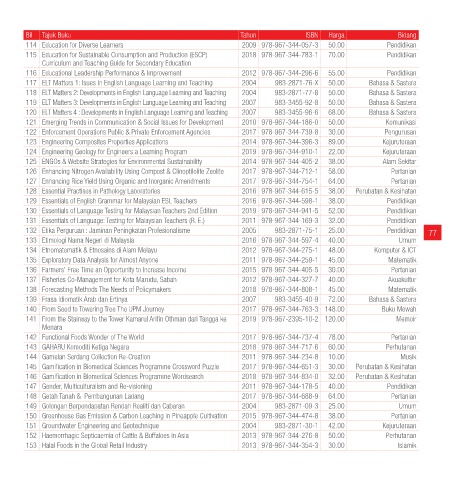 Bil Tajuk Buku Tahun ISBN Harga Bidang
114 Education for Diverse Learners 2009 978-967-344-057-3 50.00 Pendidikan
115 Education for Sustainable Consumption and Production (ESCP) 2018 978-967-344-783-1 70.00 Pendidikan
Curriculum and Teaching Guide for Secondary Education
116 Educational Leadership Performance & Improvement 2012 978-967-344-296-6 55.00 Pendidikan
117 ELT Matters 1: Issues in English Language Learning and Teaching 2004 983-2871-76-X 50.00 Bahasa & Sastera
118 ELT Matters 2: Developments in English Language Learning and Teaching 2004 983-2871-77-8 50.00 Bahasa & Sastera
119 ELT Matters 3: Developments in English Language Learning and Teaching 2007 983-3455-92-8 50.00 Bahasa & Sastera
120 ELT Matters 4 : Developments in English Language Learning and Teaching 2007 983-3455-96-6 68.00 Bahasa & Sastera
121 Emerging Trends in Communication & Social Issues for Development 2010 978-967-344-186-0 50.00 Komunikasi
122 Enforcement Operations Public & Private Enforcement Agencies 2017 978-967-344-739-8 30.00 Pengurusan
123 Engineering Composites Properties Applications 2014 978-967-344-396-3 89.00 Kejuruteraan
124 Engineering Geology for Engineers a Learning Program 2019 978-967-344-910-1 22.00 Kejuruteraan
125 ENGOs & Website Strategies for Environmental Sustainability 2014 978-967-344-405-2 38.00 Alam Sekitar
126 Enhancing Nitrogen Availability Using Compost & Clinoptilolite Zeolite 2017 978-967-344-712-1 58.00 Pertanian
127 Enhancing Rice Yield Using Organic and Inorganic Amendments 2017 978-967-344-754-1 64.00 Pertanian
128 Essential Practices in Pathology Laboratories 2016 978-967-344-615-5 38.00 Perubatan & Kesihatan
129 Essentials of English Grammar for Malaysian ESL Teachers 2016 978-967-344-598-1 38.00 Pendidikan
130 Essentials of Language Testing for Malaysian Teachers 2nd Edition 2019 978-967-344-941-5 52.00 Pendidikan
131 Essentials of Language: Testing for Malaysian Teachers (R. E.) 2011 978-967-344-169-3 32.00 Pendidikan
132 Etika Perguruan : Jaminan Peningkatan Profesionalisme 2005 983-2871-75-1 25.00 Pendidikan
77
133 Etimologi Nama Negeri di Malaysia 2016 978-967-344-597-4 40.00 Umum
134 Etnomatematik & Etnosains di Alam Melayu 2012 978-967-344-275-1 48.00 Komputer & ICT
135 Exploratory Data Analysis for Almost Anyone 2011 978-967-344-259-1 45.00 Matematik
136 Farmers' Free Time an Opportunity to Increase Income 2015 978-967-344-405-5 30.00 Pertanian
137 Fisheries Co-Management for Kota Marudu, Sabah 2012 978-967-344-327-7 40.00 Akuakultur
138 Forecasting Methods The Needs of Policymakers 2018 978-967-344-808-1 45.00 Matematik
139 Frasa Idiomatik Arab dan Ertinya 2007 983-3455-40-9 72.00 Bahasa & Sastera
140 From Seed to Towering Tree The UPM Journey 2017 978-967-344-763-3 148.00 Buku Mewah
141 From the Stairway to the Tower Kamarul Ariffin Othman dari Tangga ke 2019 978-967-2395-10-2 120.00 Memoir
Menara
142 Functional Foods Wonder of The World 2017 978-967-344-737-4 78.00 Pertanian
143 GAHARU Komoditi Ketiga Negara 2018 978-967-344-717-6 60.00 Perhutanan
144 Gamelan Serdang Collection Re-Creation 2011 978-967-344-234-8 10.00 Musik
145 Gamification in Biomedical Sciences Programme Crossword Puzzle 2017 978-967-344-651-3 30.00 Perubatan & Kesihatan
146 Gamification in Biomedical Sciences Programme Wordsearch 2018 978-967-344-834-0 32.00 Perubatan & Kesihatan
147 Gender, Multiculturalism and Re-visioning 2011 978-967-344-178-5 40.00 Pendidikan
148 Getah Tanah & Pembangunan Ladang 2017 978-967-344-688-9 64.00 Pertanian
149 Golongan Berpendapatan Rendah Realiti dan Cabaran 2004 983-2871-09-3 25.00 Umum
150 Greenhouse Gas Emission & Carbon Leaching in Pineapple Cultivation 2015 978-967-344-474-8 38.00 Pertanian
151 Groundwater Engineering and Geotechnique 2004 983-2871-30-1 42.00 Kejuruteraan
152 Haemorrhagic Septicaemia of Cattle & Buffaloes in Asia 2013 978-967-344-276-8 50.00 Perhutanan
153 Halal Foods in the Global Retail Industry 2013 978-967-344-354-3 30.00 Islamik